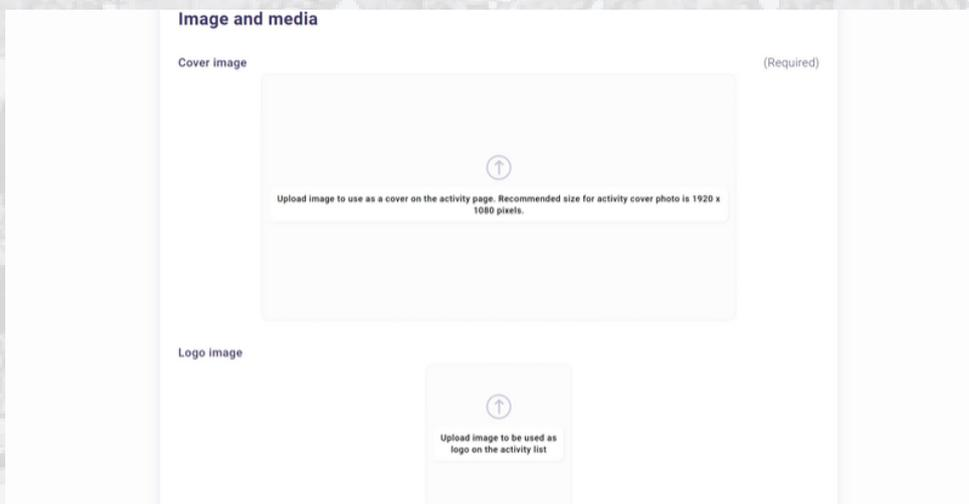 Image and media
Cover image
(Required)
Upload image to use as a cover on the activity page. Recommended size for activity cover photo is 1920 x
1080 pixels.
Logo image
Upload image to be used as
logo on the activity list